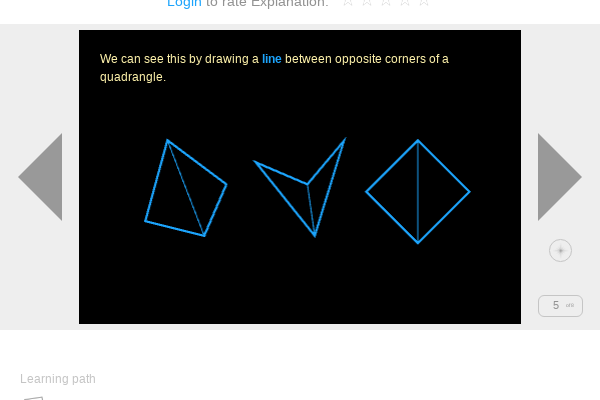 Login to rate Explanation:
We can see this by drawing a line between opposite corners of a
quadrangle.
5
Learning path